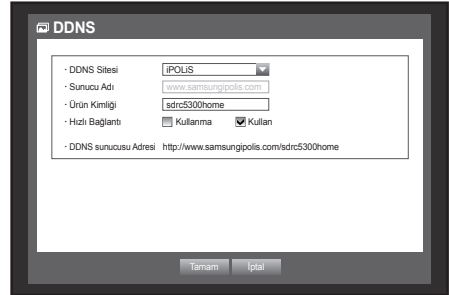 DDNS
· DDNS Sitesi iPOLiS
· Sunucu Adı www.samsungipolis.com
· Ürün Kimliği sdrc5300home
· Hızlı Bağlantı Kullanma Kullan
· DDNS sunucusu Adresi http://www.samsungipolis.com/sdrc5300home
Tamam İptal